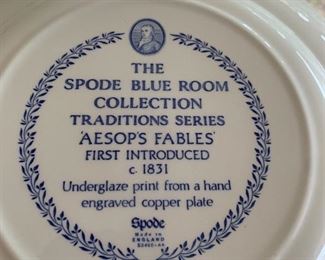 THE
SPODE BLUE ROOM
COLLECTION
TRADITIONS SERIES
'AESOP'S FABLES'
FIRST INTRODUCED
c. 1831
Underglaze print from a hand
engraved copper plate
Spode
Made in
ENGLAND